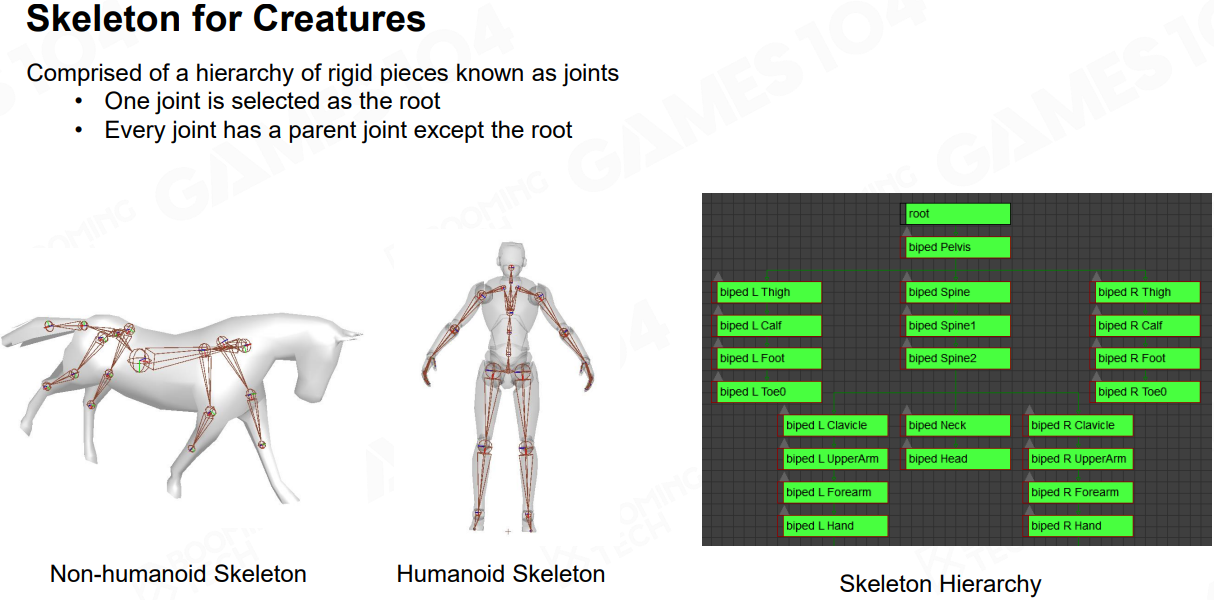 Skeleton for Creatures
Comprised of a hierarchy of rigid pieces known as joints
• One joint is selected as the root
• Every joint has a parent joint except the root
root
biped Pelvis
biped L Thigh
biped Spine
biped R Thigh
biped L Calf
biped Spine1
biped R Calf
biped L Foot
biped Spine2
biped R Foot
biped L Toe0
biped R Toe0
biped L Clavicle
biped Neck
biped R Clavicle
biped L UpperArm
biped Head
biped R UpperArm
biped L Forearm
biped R Forearm
biped L Hand
biped R Hand
Non-humanoid Skeleton
Humanoid Skeleton
Skeleton Hierarchy
GAMES104